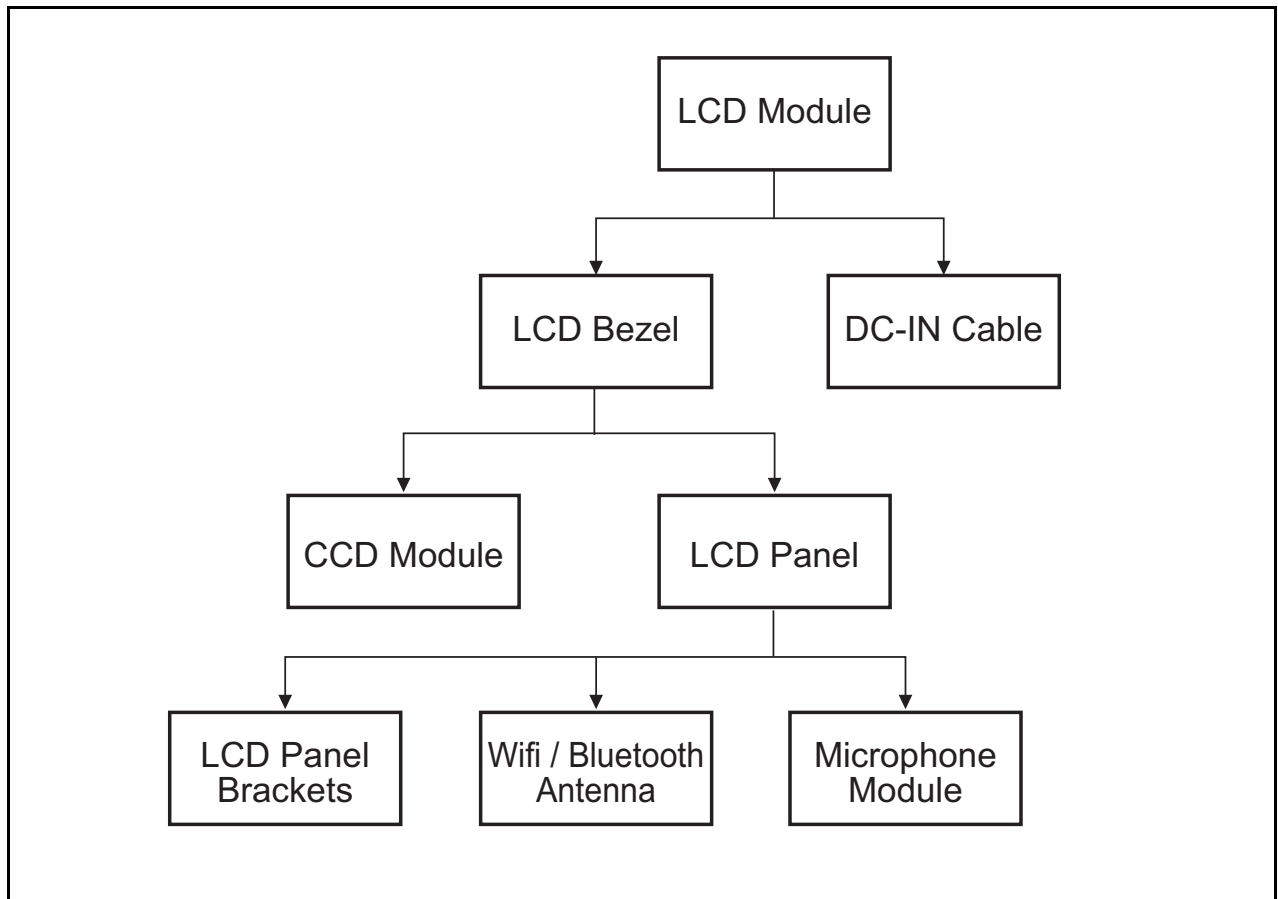 LCD Module
LCD Bezel
DC-IN Cable
CCD Module
LCD Panel
LCD Panel
Brackets
Wifi / Bluetooth
Antenna
Microphone
Module